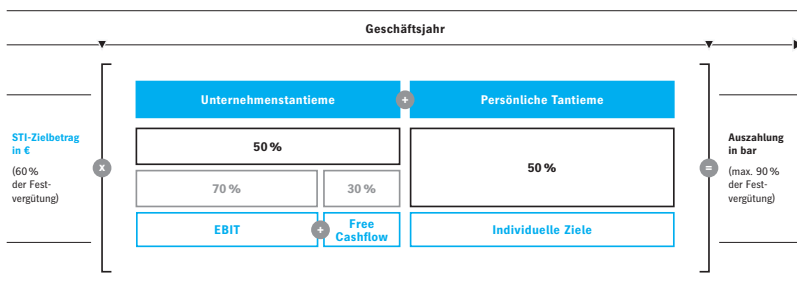 Geschäftsjahr
Unternehmenstantieme
+
Persönliche Tantieme
STI-Zielbetrag
in €
(60 %
der Fest-
vergütung)
x
50 %
70 %
30 %
50 %
EBIT
+
Free
Cashflow
Individuelle Ziele
=
Auszahlung
in bar
(max. 90 %
der Fest-
vergütung)